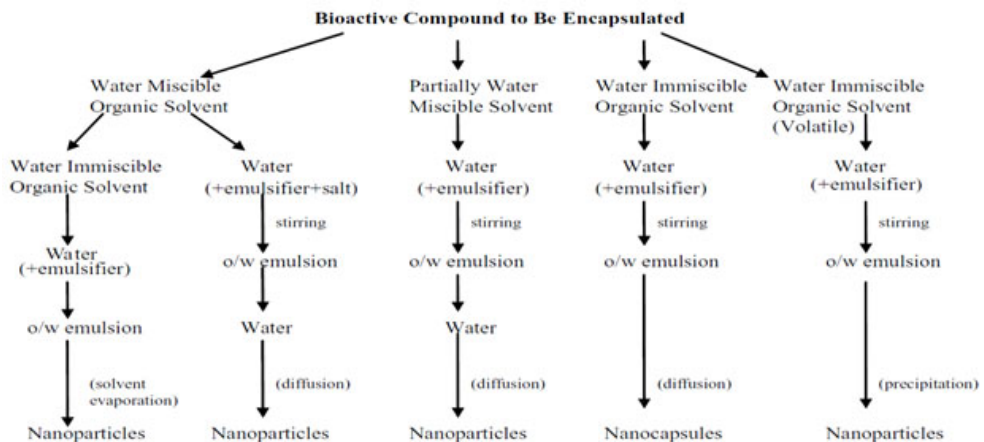 Bioactive Compound to Be Encapsulated
Water Miscible
Organic Solvent
Partially Water
Miscible Solvent
Water Immiscible
Organic Solvent
Water Immiscible
Organic Solvent
(Volatile)
Water Immiscible
Organic Solvent
Water
(+emulsifier+salt)
Water
(+emulsifier)
Water
(+emulsifier)
Water
(+emulsifier)
stirring
stirring
stirring
stirring
Water
(+emulsifier)
o/w emulsion
o/w emulsion
o/w emulsion
o/w emulsion
o/w emulsion
Water
Water
(solvent
evaporation)
(diffusion)
(diffusion)
(diffusion)
(precipitation)
Nanoparticles
Nanoparticles
Nanoparticles
Nanocapsules
Nanoparticles